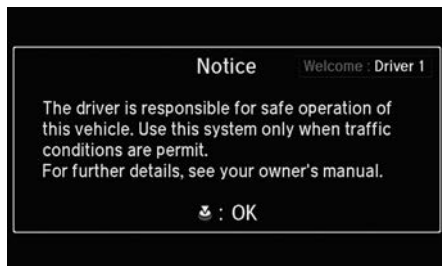 Notice
Welcome : Driver 1
The driver is responsible for safe operation of
this vehicle. Use this system only when traffic
conditions are permit.
For further details, see your owner's manual.
: OK